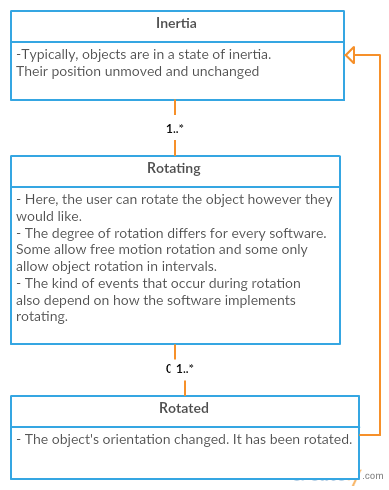 Inertia
-Typically, objects are in a state of inertia.
Their position unmoved and unchanged
1..*
Rotating
- Here, the user can rotate the object however they
would like.
- The degree of rotation differs for every software.
Some allow free motion rotation and some only
allow object rotation in intervals.
- The kind of events that occur during rotation
also depend on how the software implements
rotating.
1..*
Rotated
- The object's orientation changed. It has been rotated.
.com